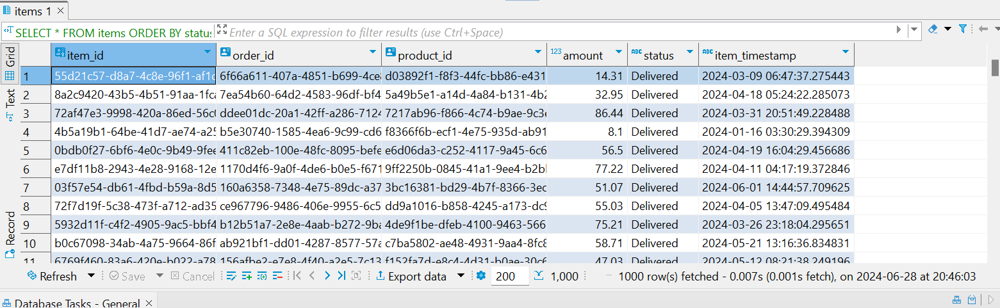 items 1
SELECT * FROM items ORDER BY status Enter a SQL expression to filter results (use Ctrl+Space)
Grid
Text
Record
item_id order_id product_id 123 amount ABC status ABC item_timestamp
1 55d21c57-d8a7-4c8e-96f1-af1c 6f66a611-407a-4851-b699-4ce8 d03892f1-f8f3-44fc-bb86-e431 14.31 Delivered 2024-03-09 06:47:37.275443
2 8a2c9420-43b5-4b51-91aa-1fca 7ea54b60-64d2-4583-96df-bf4 5a49b5e1-a14d-4a84-b131-4b2 32.95 Delivered 2024-04-18 05:24:22.285073
3 72af47e3-9998-420a-86ed-56c0 ddee01dc-20a1-42ff-a286-7124 7217ab96-f866-4c74-b9ae-9c3e 86.44 Delivered 2024-03-31 20:51:49.228488
4 4b5a19b1-64be-41d7-ae74-a25 b5e30740-1585-4ea6-9c99-cd6 f8366f6b-ecf1-4e75-935d-ab91 8.1 Delivered 2024-01-16 03:30:29.394309
5 0bdb0f27-6bf6-4e0c-9b49-9fee 411c82eb-100e-48fc-8095-befe e6d06da3-c252-4117-9a45-6c6 56.5 Delivered 2024-04-19 16:04:29.456686
6 e7df11b8-2943-4e28-9168-12e 1170d4f6-9a0f-4de6-b0e5-f671 9ff2250b-0845-41a1-9ee4-b2b 77.22 Delivered 2024-04-11 04:17:19.372846
7 03f57e54-db61-4fbd-b59a-8d5 160a6358-7348-4e75-89dc-a37 3bc16381-bd29-4b7f-8366-3ec 51.07 Delivered 2024-06-01 14:44:57.709625
8 72f7d19f-5c38-473f-a712-ad35 ce967796-9486-406e-9955-6c5 dd9a1016-b858-4245-a173-dc9 55.03 Delivered 2024-04-05 13:47:09.495484
9 5932d11f-c4f2-4905-9ac5-bbf4 b12b51a7-2e8e-4aab-b272-9ba 4de9f1be-dfeb-4100-9463-566 75.21 Delivered 2024-03-26 23:18:04.295651
10 b0c67098-34ab-4a75-9664-86f ab921bf1-dd01-4287-8577-57a c7ba5802-ae48-4931-9aa4-8fc8 58.71 Delivered 2024-05-21 13:16:36.834831
11 6769f460-83a6-420e-b022-a78 156afbe2-e7e8-4f40-a2e5-7c13 f152fa7d-e8c4-4d31-b0ae-30c6 47.03 Delivered 2024-05-12 08:21:38.249196
Refresh Save Cancel Export data 200 1,000 1000 row(s) fetched - 0.007s (0.001s fetch), on 2024-06-28 at 20:46:03
Database Tasks - General